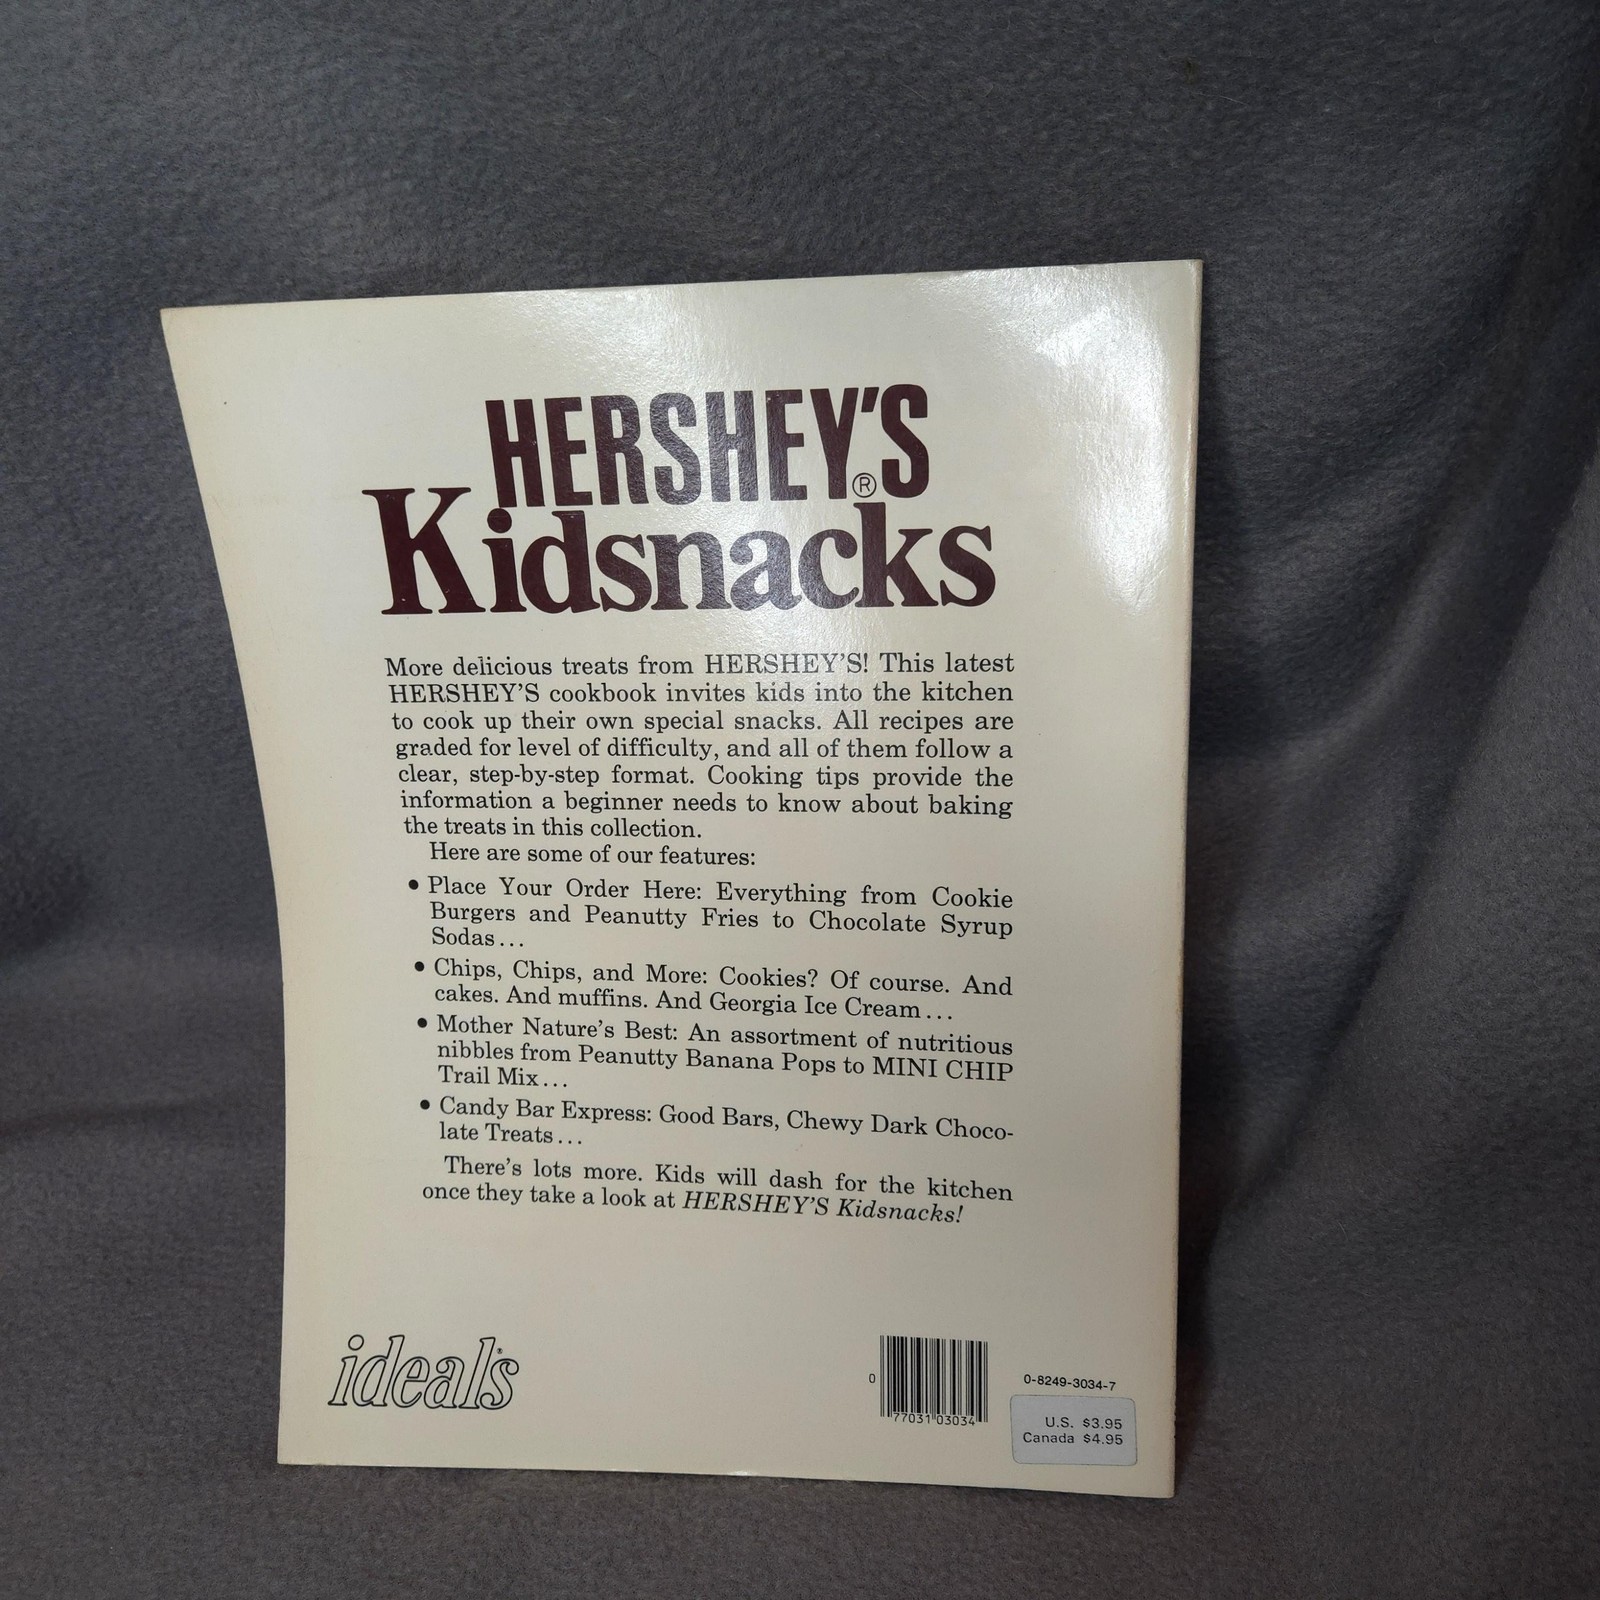 HERSHEY'S®
Kidsnacks
More delicious treats from HERSHEY'S! This latest
HERSHEY'S cookbook invites kids into the kitchen
to cook up their own special snacks. All recipes are
graded for level of difficulty, and all of them follow a
clear, step-by-step format. Cooking tips provide the
information a beginner needs to know about baking
the treats in this collection.
Here are some of our features:
• Place Your Order Here: Everything from Cookie
Burgers and Peanutty Fries to Chocolate Syrup
Sodas...
• Chips, Chips, and More: Cookies? Of course. And
cakes. And muffins. And Georgia Ice Cream...
• Mother Nature's Best: An assortment of nutritious
nibbles from Peanutty Banana Pops to MINI CHIP
Trail Mix...
• Candy Bar Express: Good Bars, Chewy Dark Choco-
late Treats...
There's lots more. Kids will dash for the kitchen
once they take a look at HERSHEY'S Kidsnacks!
ideals
0 77031 03034
0-8249-3034-7
U.S. $3.95
Canada $4.95